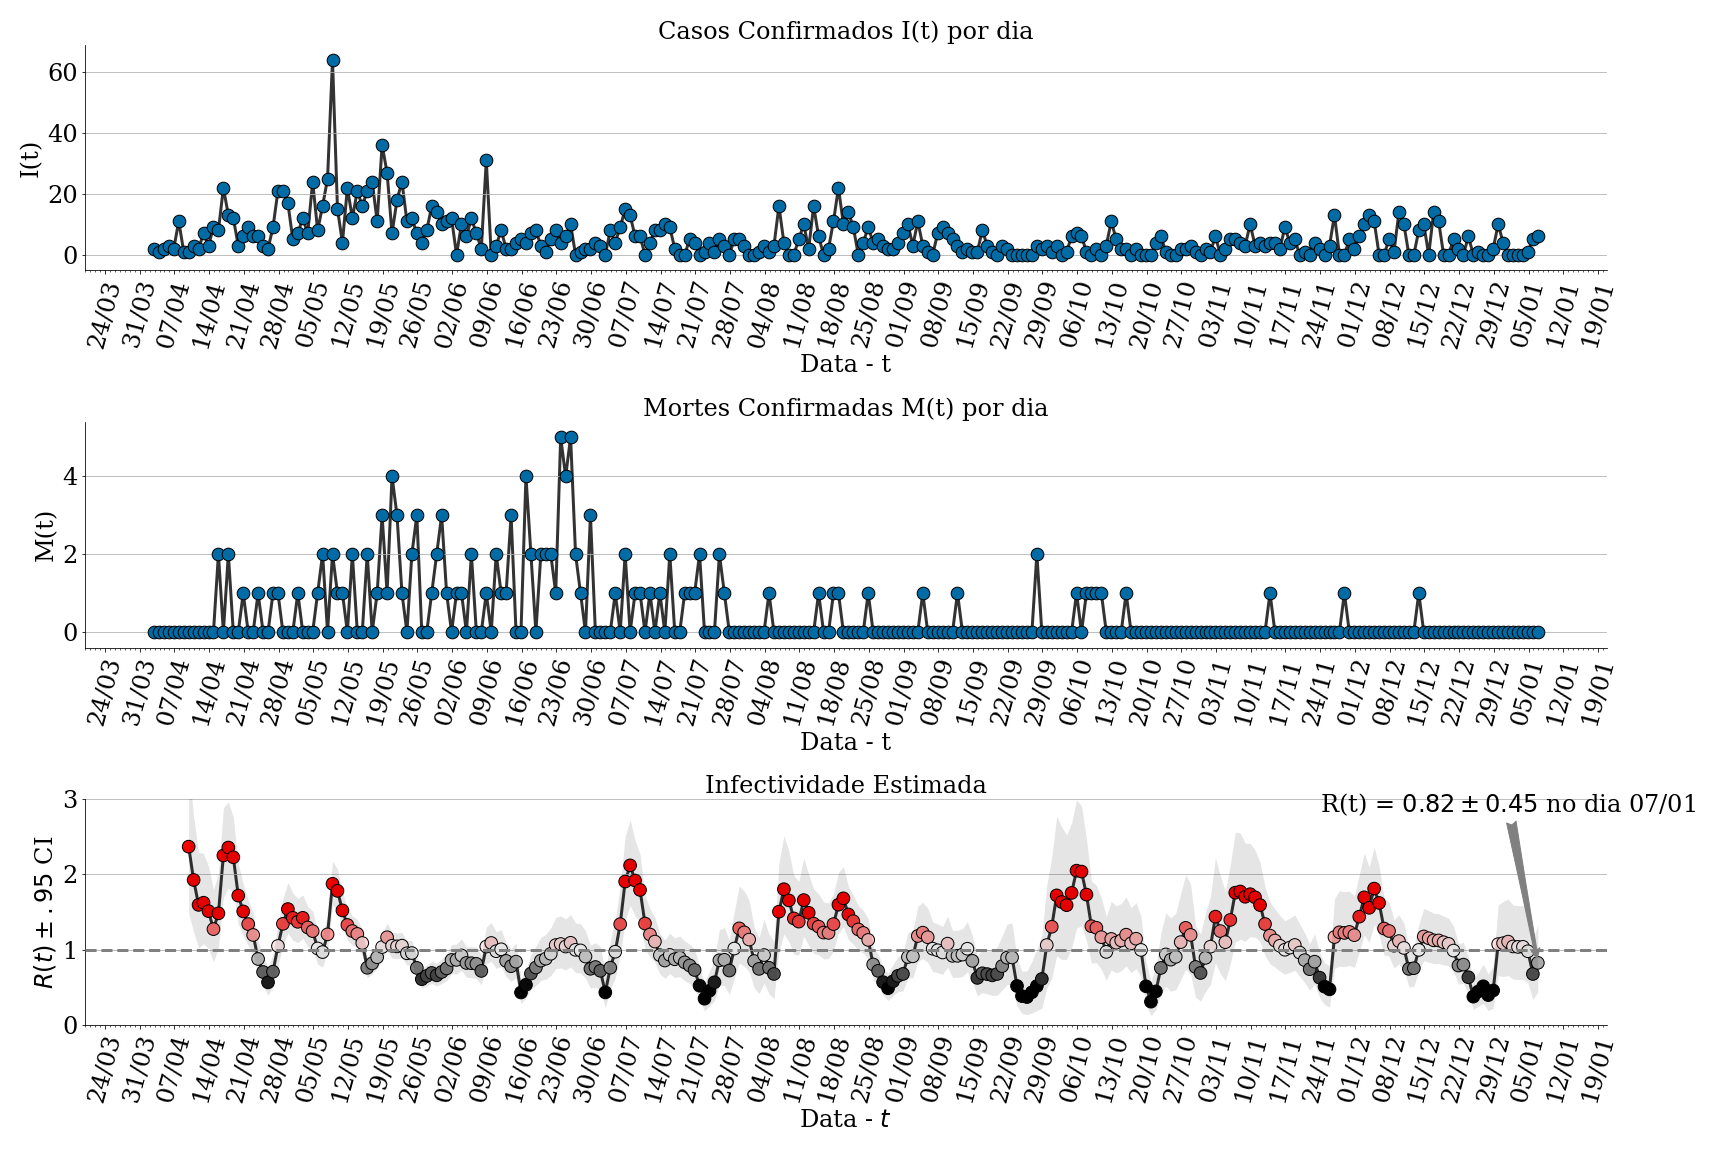 Casos Confirmados I(t) por dia
I(t)
60
40
20
0
24/03 31/03 07/04 14/04 21/04 28/04 05/05 12/05 19/05 26/05 02/06 09/06 16/06 23/06 30/06 07/07 14/07 21/07 28/07 04/08 11/08 18/08 25/08 01/09 08/09 15/09 22/09 29/09 06/10 13/10 20/10 27/10 03/11 10/11 17/11 24/11 01/12 08/12 15/12 22/12 29/12 05/01 12/01 19/01
Data - t
Mortes Confirmadas M(t) por dia
M(t)
4
2
0
24/03 31/03 07/04 14/04 21/04 28/04 05/05 12/05 19/05 26/05 02/06 09/06 16/06 23/06 30/06 07/07 14/07 21/07 28/07 04/08 11/08 18/08 25/08 01/09 08/09 15/09 22/09 29/09 06/10 13/10 20/10 27/10 03/11 10/11 17/11 24/11 01/12 08/12 15/12 22/12 29/12 05/01 12/01 19/01
Data - t
Infectividade Estimada
R(t) = 0.82 ± 0.45 no dia 07/01
R(t) ± .95 CI
3
2
1
0
24/03 31/03 07/04 14/04 21/04 28/04 05/05 12/05 19/05 26/05 02/06 09/06 16/06 23/06 30/06 07/07 14/07 21/07 28/07 04/08 11/08 18/08 25/08 01/09 08/09 15/09 22/09 29/09 06/10 13/10 20/10 27/10 03/11 10/11 17/11 24/11 01/12 08/12 15/12 22/12 29/12 05/01 12/01 19/01
Data - t